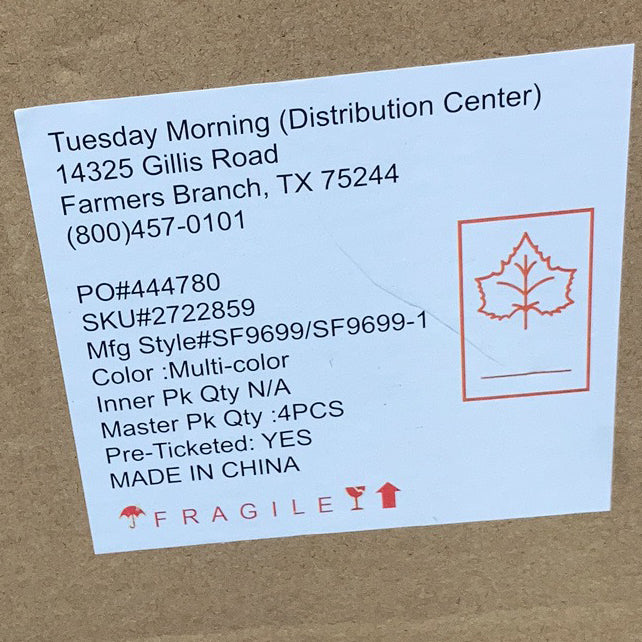 Tuesday Morning (Distribution Center)
14325 Gillis Road
Farmers Branch, TX 75244
(800)457-0101
PO#444780
SKU#2722859
Mfg Style#SF9699/SF9699-1
Color :Multi-color
Inner Pk Qty N/A
Master Pk Qty :4PCS
Pre-Ticketed: YES
MADE IN CHINA
FRAGILE